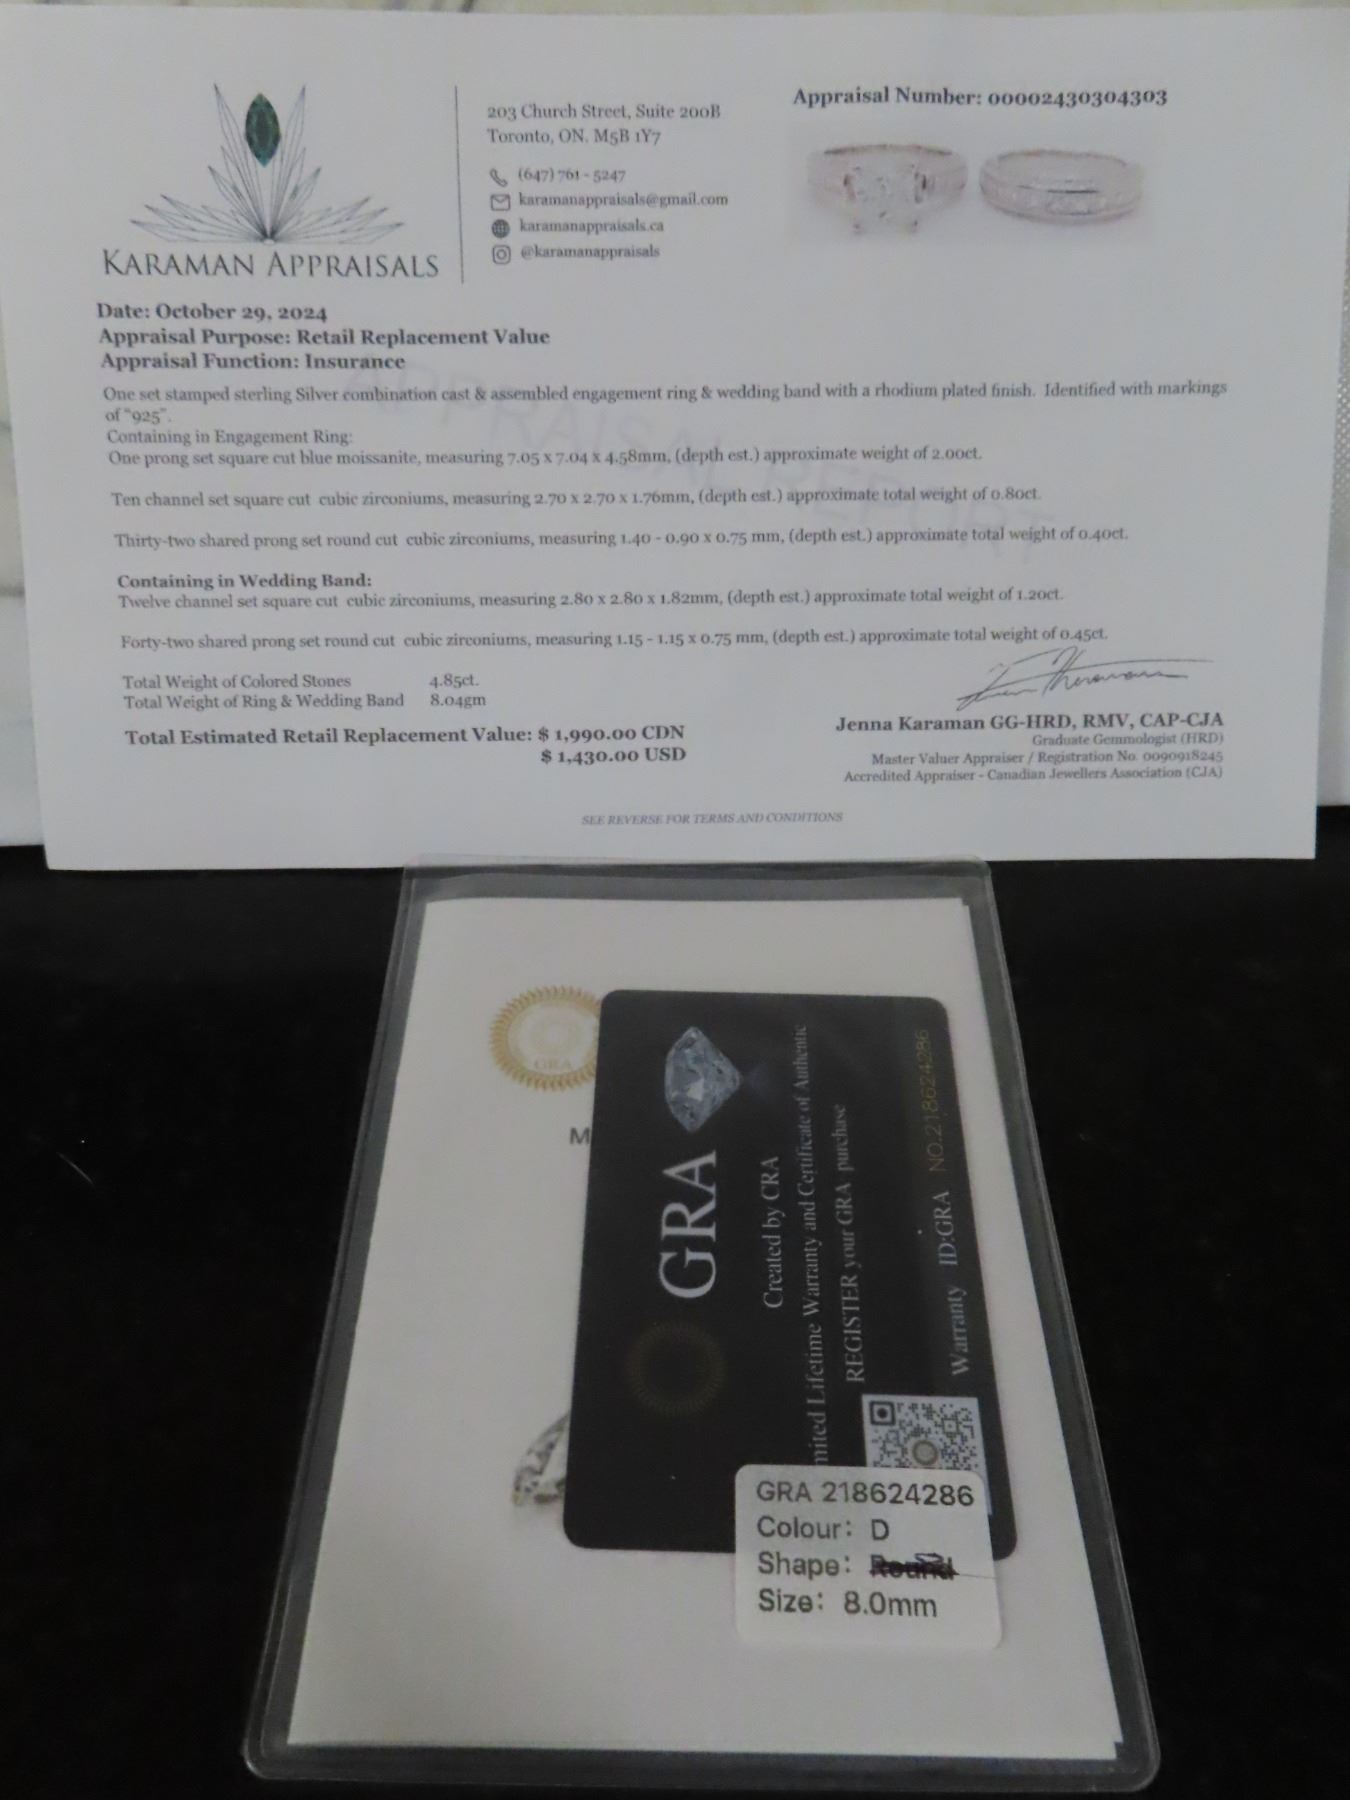 KARAMAN APPRAISALS
203 Church Street, Suite 200B
Toronto, ON. M5B 1Y7
(647) 761 - 5247
karamanappraisals@gmail.com
karamanappraisals.ca
@karamanappraisals
Appraisal Number: 00002430304303
Date: October 29, 2024
Appraisal Purpose: Retail Replacement Value
Appraisal Function: Insurance
APPRAISAL REPORT
One set stamped sterling Silver combination cast & assembled engagement ring & wedding band with a rhodium plated finish. Identified with markings
of "925".
Containing in Engagement Ring:
One prong set square cut blue moissanite, measuring 7.05 x 7.04 x 4.58mm, (depth est.) approximate weight of 2.00ct.
Ten channel set square cut cubic zirconiums, measuring 2.70 x 2.70 x 1.76mm, (depth est.) approximate total weight of 0.80ct.
Thirty-two shared prong set round cut cubic zirconiums, measuring 1.40 - 0.90 x 0.75 mm, (depth est.) approximate total weight of 0.40ct.
Containing in Wedding Band:
Twelve channel set square cut cubic zirconiums, measuring 2.80 x 2.80 x 1.82mm, (depth est.) approximate total weight of 1.20ct.
Forty-two shared prong set round cut cubic zirconiums, measuring 1.15 - 1.15 x 0.75 mm, (depth est.) approximate total weight of 0.45ct.
Total Weight of Colored Stones 4.85ct.
Total Weight of Ring & Wedding Band 8.04gm
Total Estimated Retail Replacement Value: $ 1,990.00 CDN
$ 1,430.00 USD
Jenna Karaman GG-HRD, RMV, CAP-CJA
Graduate Gemmologist (HRD)
Master Valuer Appraiser / Registration No. 0090918245
Accredited Appraiser - Canadian Jewellers Association (CJA)
SEE REVERSE FOR TERMS AND CONDITIONS
GRA
M
GRA
Created by CRA
mited Lifetime Warranty and Certificate of Authentic
REGISTER your GRA purchase
Warranty ID:GRA NO.218624286
GRA 218624286
Colour: D
Shape: Round
Size: 8.0mm